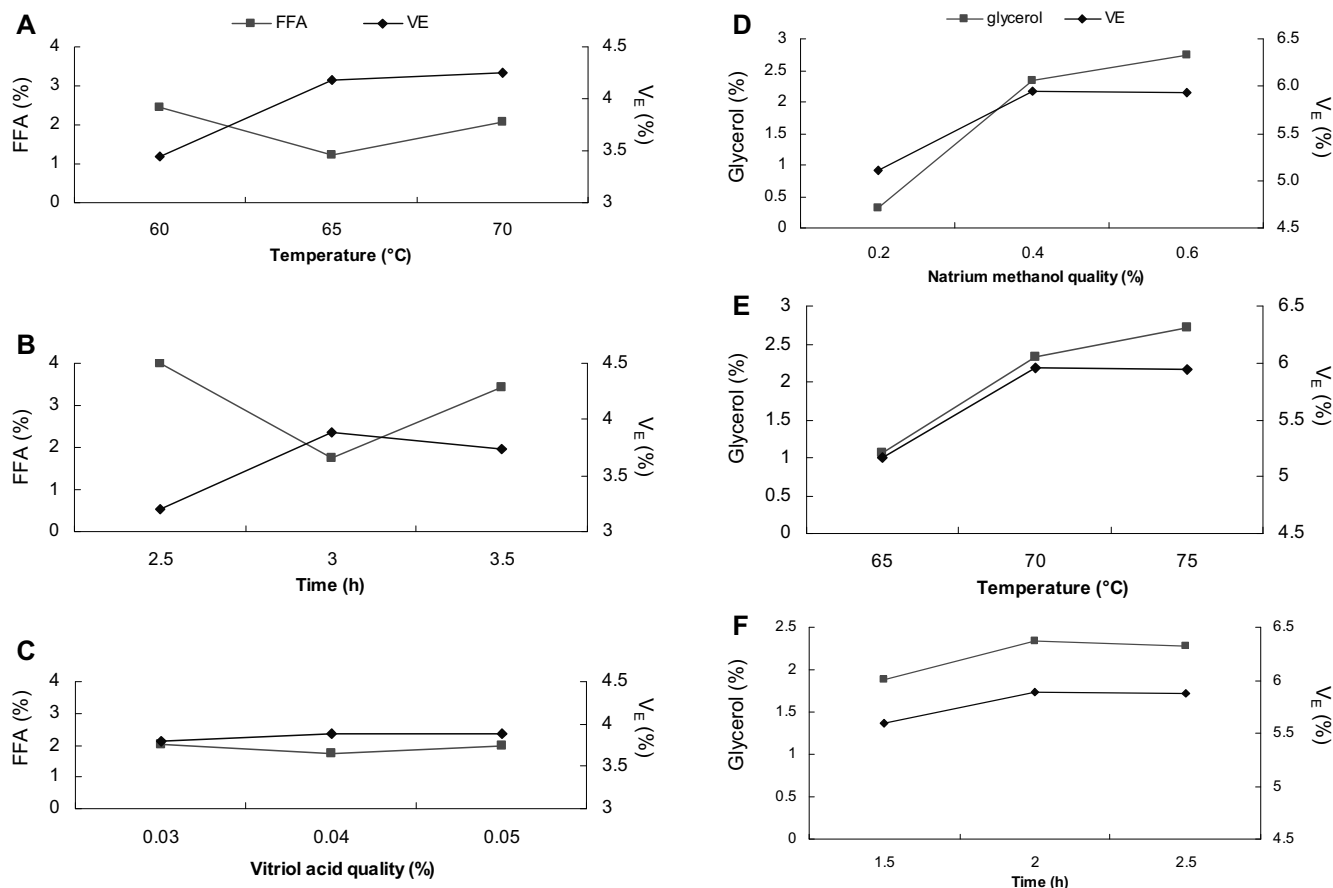 A
FFA
VE
4
3
2
1
0
FFA (%)
4.5
4
3.5
3
VE (%)
60
65
70
Temperature (°C)
B
4
3
2
1
0
FFA (%)
4.5
4
3.5
3
VE (%)
2.5
3
3.5
Time (h)
C
4
3
2
1
0
FFA (%)
4.5
4
3.5
3
VE (%)
0.03
0.04
0.05
Vitriol acid quality (%)
D
glycerol
VE
3
2.5
2
1.5
1
0.5
0
Glycerol (%)
6.5
6.0
5.5
5.0
4.5
VE (%)
0.2
0.4
0.6
Natrium methanol quality (%)
E
3
2.5
2
1.5
1
0.5
0
Glycerol (%)
6.5
6
5.5
5
4.5
VE (%)
65
70
75
Temperature (°C)
F
2.5
2
1.5
1
0.5
0
Glycerol (%)
6.5
6
5.5
5
4.5
VE (%)
1.5
2
2.5
Time (h)